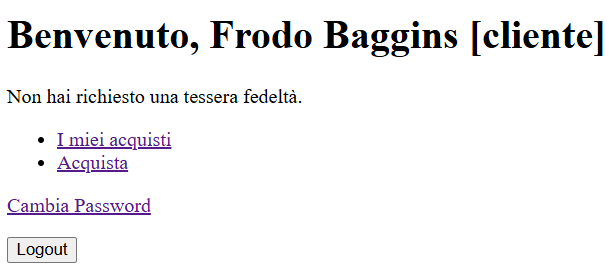 Benvenuto, Frodo Baggins [cliente]
Non hai richiesto una tessera fedeltà.
I miei acquisti
Acquista
Cambia Password
Logout